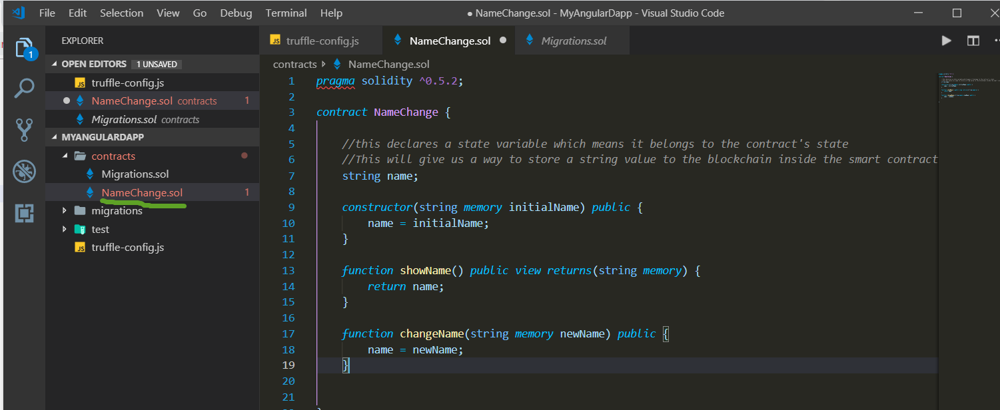 File Edit Selection View Go Debug Terminal Help ● NameChange.sol - MyAngularDapp - Visual Studio Code
EXPLORER
OPEN EDITORS 1 UNSAVED
JS truffle-config.js
NameChange.sol contracts 1
Migrations.sol contracts
MYANGULARDAPP
contracts
Migrations.sol
NameChange.sol 1
migrations
test
JS truffle-config.js
1
JS truffle-config.js NameChange.sol Migrations.sol
contracts NameChange.sol
1 pragma solidity ^0.5.2;
2
3 contract NameChange {
4
5 //this declares a state variable which means it belongs to the contract's state
6 //This will give us a way to store a string value to the blockchain inside the smart contract
7 string name;
8
9 constructor(string memory initialName) public {
10 name = initialName;
11 }
12
13 function showName() public view returns(string memory) {
14 return name;
15 }
16
17 function changeName(string memory newName) public {
18 name = newName;
19 }
20
21